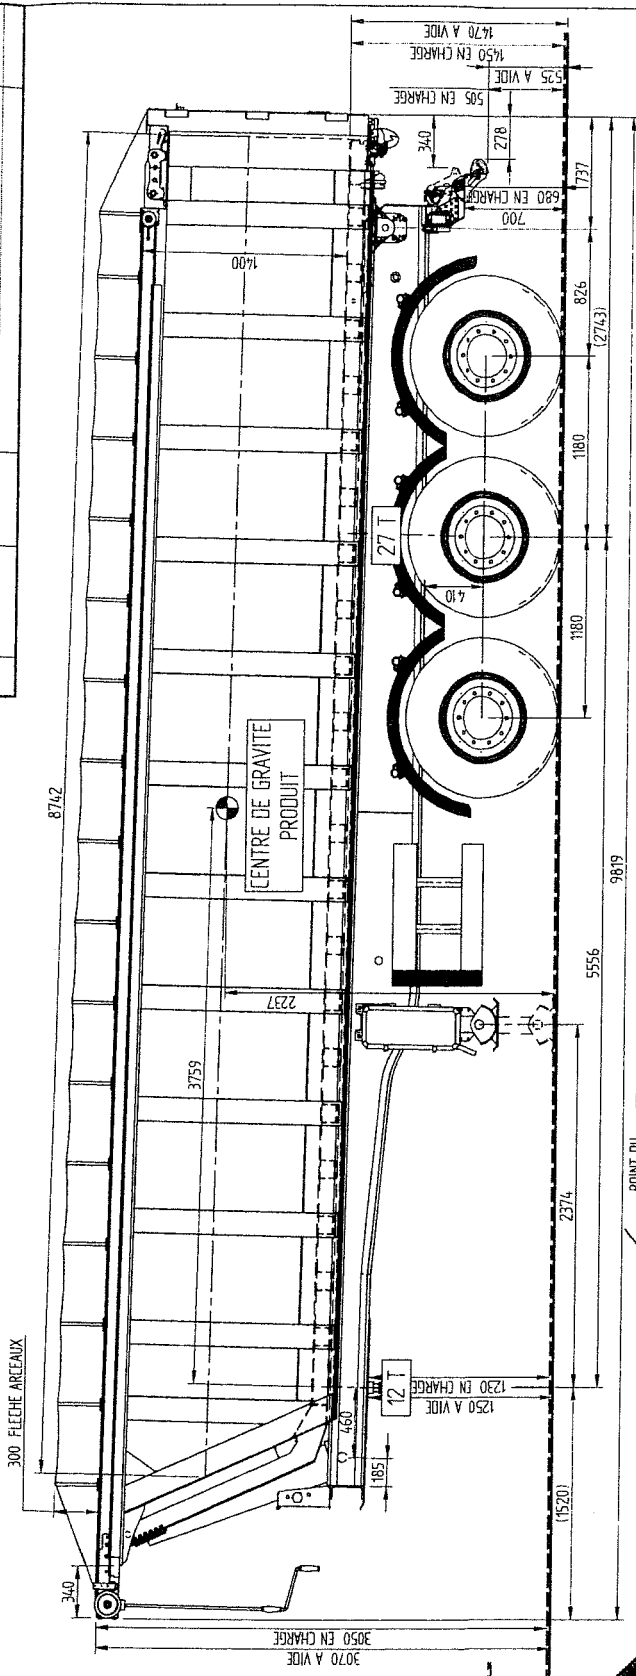 1470 A VIDE
1450 EN CHARGE
525 A VIDE
505 EN CHARGE
340
278
737
680 EN CHARGE
700
826
(2743)
1400
1180
27 T
410
1180
8742
CENTRE DE GRAVITE
PRODUIT
9819
5556
2237
3759
2374
POINT DU
300 FLECHE ARCEAUX
12 T
1230 EN CHARGE
1250 A VIDE
460
185
(1520)
340
3050 EN CHARGE
3070 A VIDE